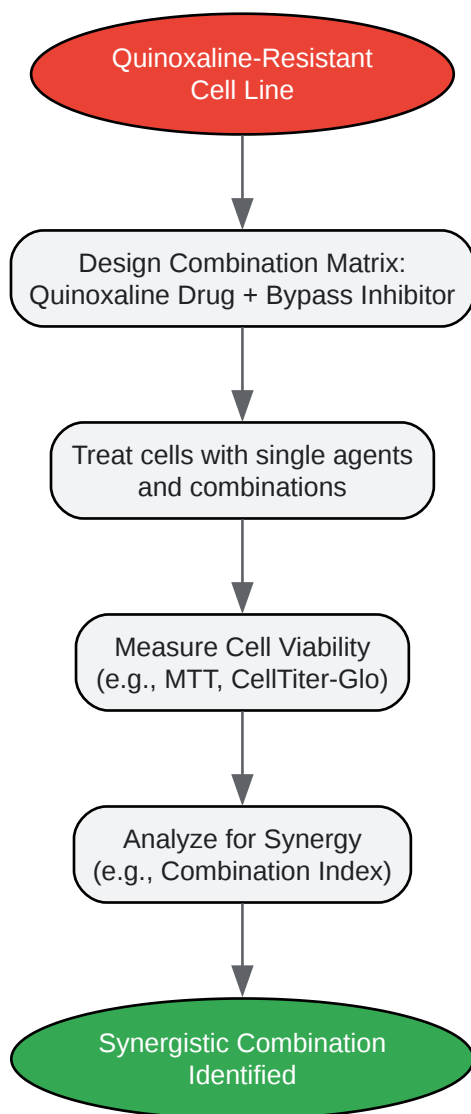 Quinoxaline-Resistant
Cell Line
Design Combination Matrix:
Quinoxaline Drug + Bypass Inhibitor
Treat cells with single agents
and combinations
Measure Cell Viability
(e.g., MTT, CellTiter-Glo)
Analyze for Synergy
(e.g., Combination Index)
Synergistic Combination
Identified